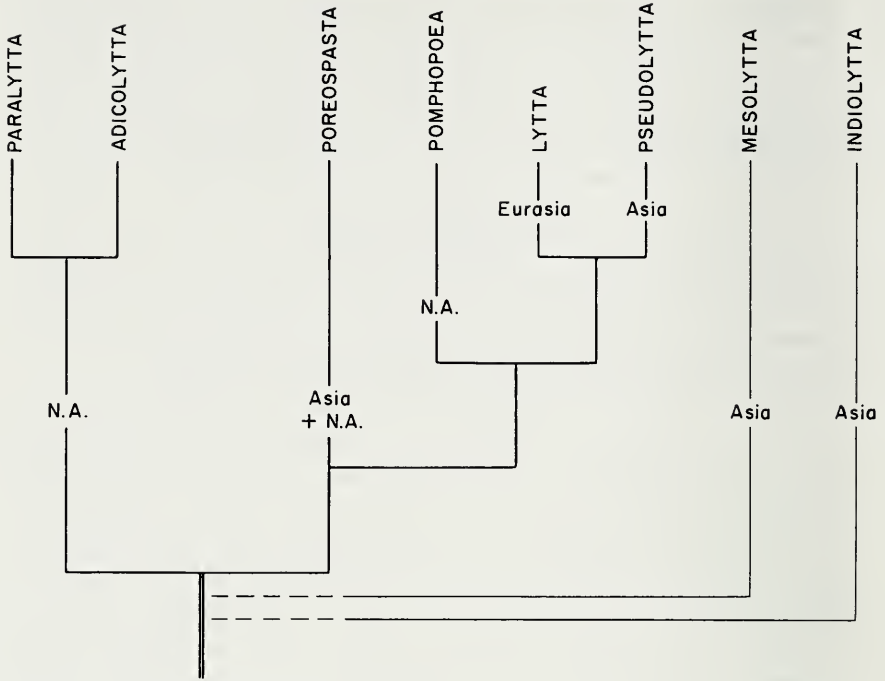 PARALYTTA
ADICOLYTTA
POREOSPASTA
POMPHOPOEA
LYTTA
PSEUDOLYTTA
MESOLYTTA
INDIOLYTTA
Eurasia
Asia
N.A.
N.A.
Asia
+ N.A.
Asia
Asia